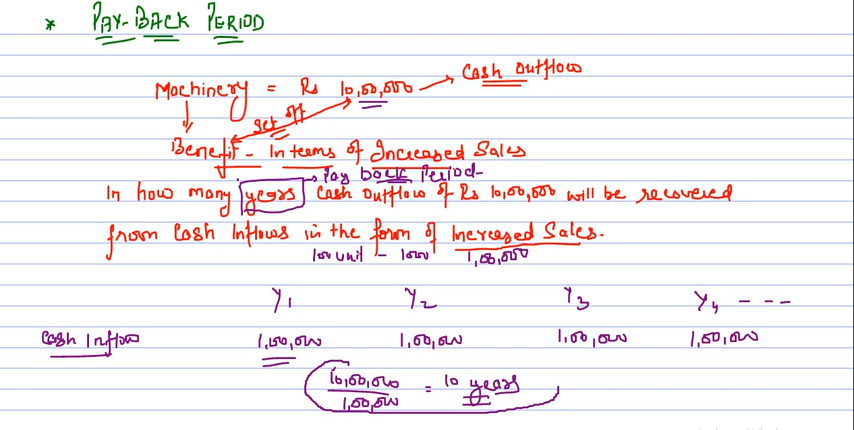 * PAY-BACK PERIOD
Machinery = Rs 10,00,000 → Cash Outflow
set off
Benefit - In terms of Increased Sales
Pay back Period-
In how many years Cash Outflow of Rs 10,00,000 will be recovered
from Cash Inflows in the form of Increased Sales.
100 unit - 1000 1,00,000
Y1 Y2 Y3 Y4 - - -
Cash Inflow 1,00,000 1,00,000 1,00,000 1,00,000
10,00,000 = 10 years
1,00,000